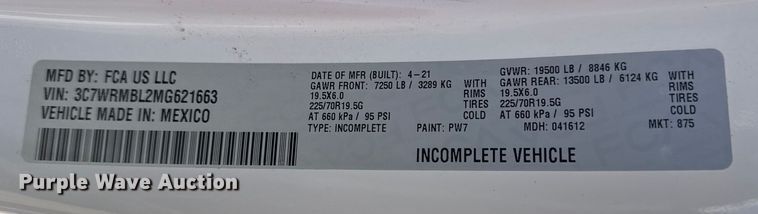 MFD BY: FCA US LLC
VIN: 3C7WRMBL2MG621663
VEHICLE MADE IN: MEXICO
DATE OF MFR (BUILT): 4-21
GAWR FRONT: 7250 LB / 3289 KG WITH
19.5X6.0 RIMS
225/70R19.5G TIRES
AT 660 kPa / 95 PSI COLD
TYPE: INCOMPLETE PAINT: PW7
GVWR: 19500 LB / 8846 KG
GAWR REAR: 13500 LB / 6124 KG
19.5X6.0 WITH RIMS
225/70R19.5G TIRES
AT 660 kPa / 95 PSI COLD
MDH: 041612 MKT: 875
INCOMPLETE VEHICLE
Purple Wave Auction